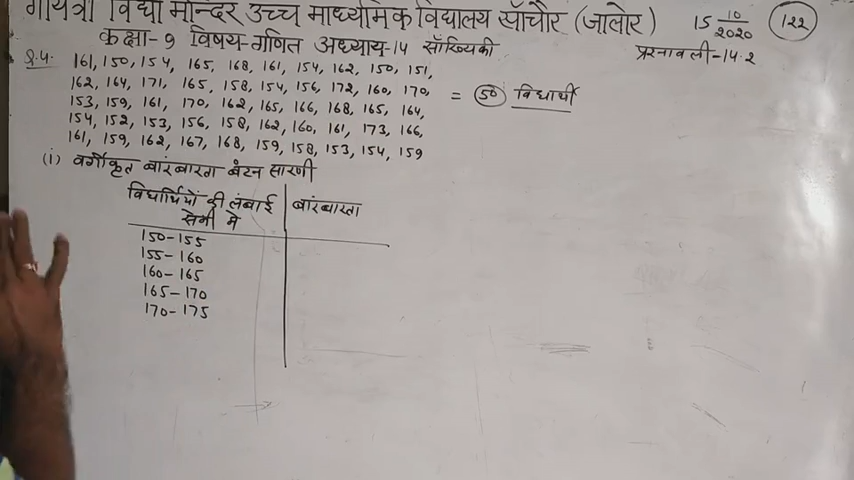 गायत्री विद्या मन्दिर उच्च माध्यमिक विद्यालय साँचौर (जालोर) 15 10/2020 122
कक्षा-9 विषय-गणित अध्याय-14 साँख्यिकी प्रश्नावली-14.2
Q.4. 161, 150, 154, 165, 168, 161, 154, 162, 150, 151,
162, 164, 171, 165, 158, 154, 156, 172, 160, 170,
153, 159, 161, 170, 162, 165, 166, 168, 165, 164,
154, 152, 153, 156, 158, 162, 160, 161, 173, 166,
161, 159, 162, 167, 168, 159, 158, 153, 154, 159
= 50 विद्यार्थी
(i) वर्गीकृत बारंबारता बंटन सारणी
विद्यार्थियों की लंबाई बारंबारता
सेमी मे
150-155
155-160
160-165
165-170
170-175